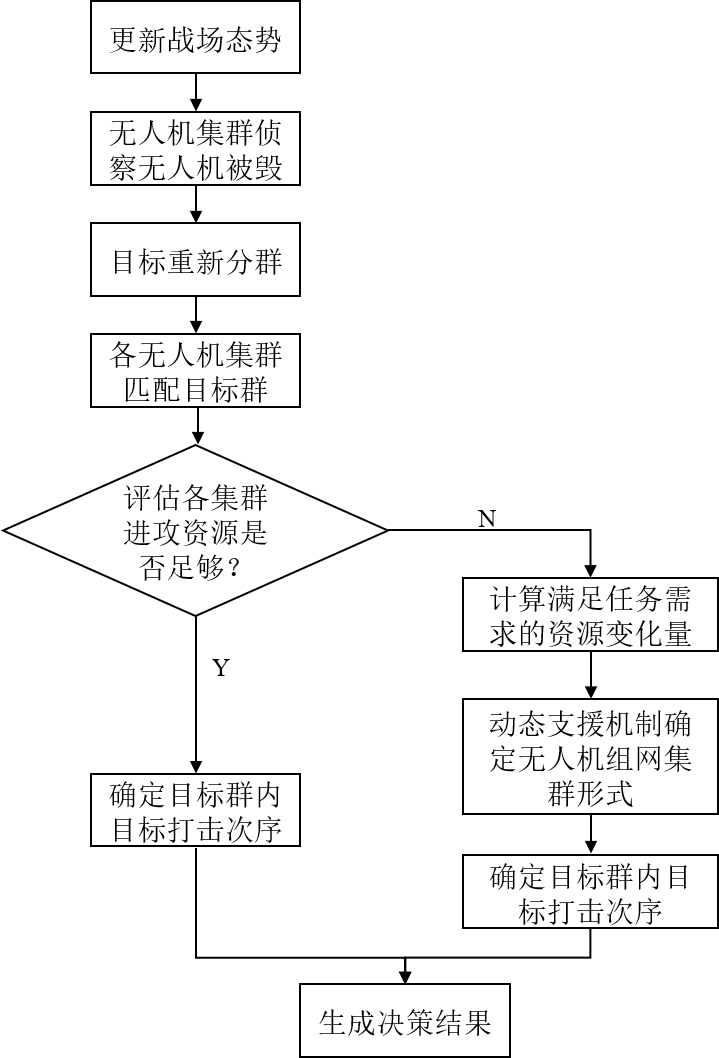 更新战场态势
无人机集群侦
察无人机被毁
目标重新分群
各无人机集群
匹配目标群
评估各集群
进攻资源是
否足够？
N
Y
计算满足任务需
求的资源变化量
动态支援机制确
定无人机组网集
群形式
确定目标群内
目标打击次序
确定目标群内目
标打击次序
生成决策结果